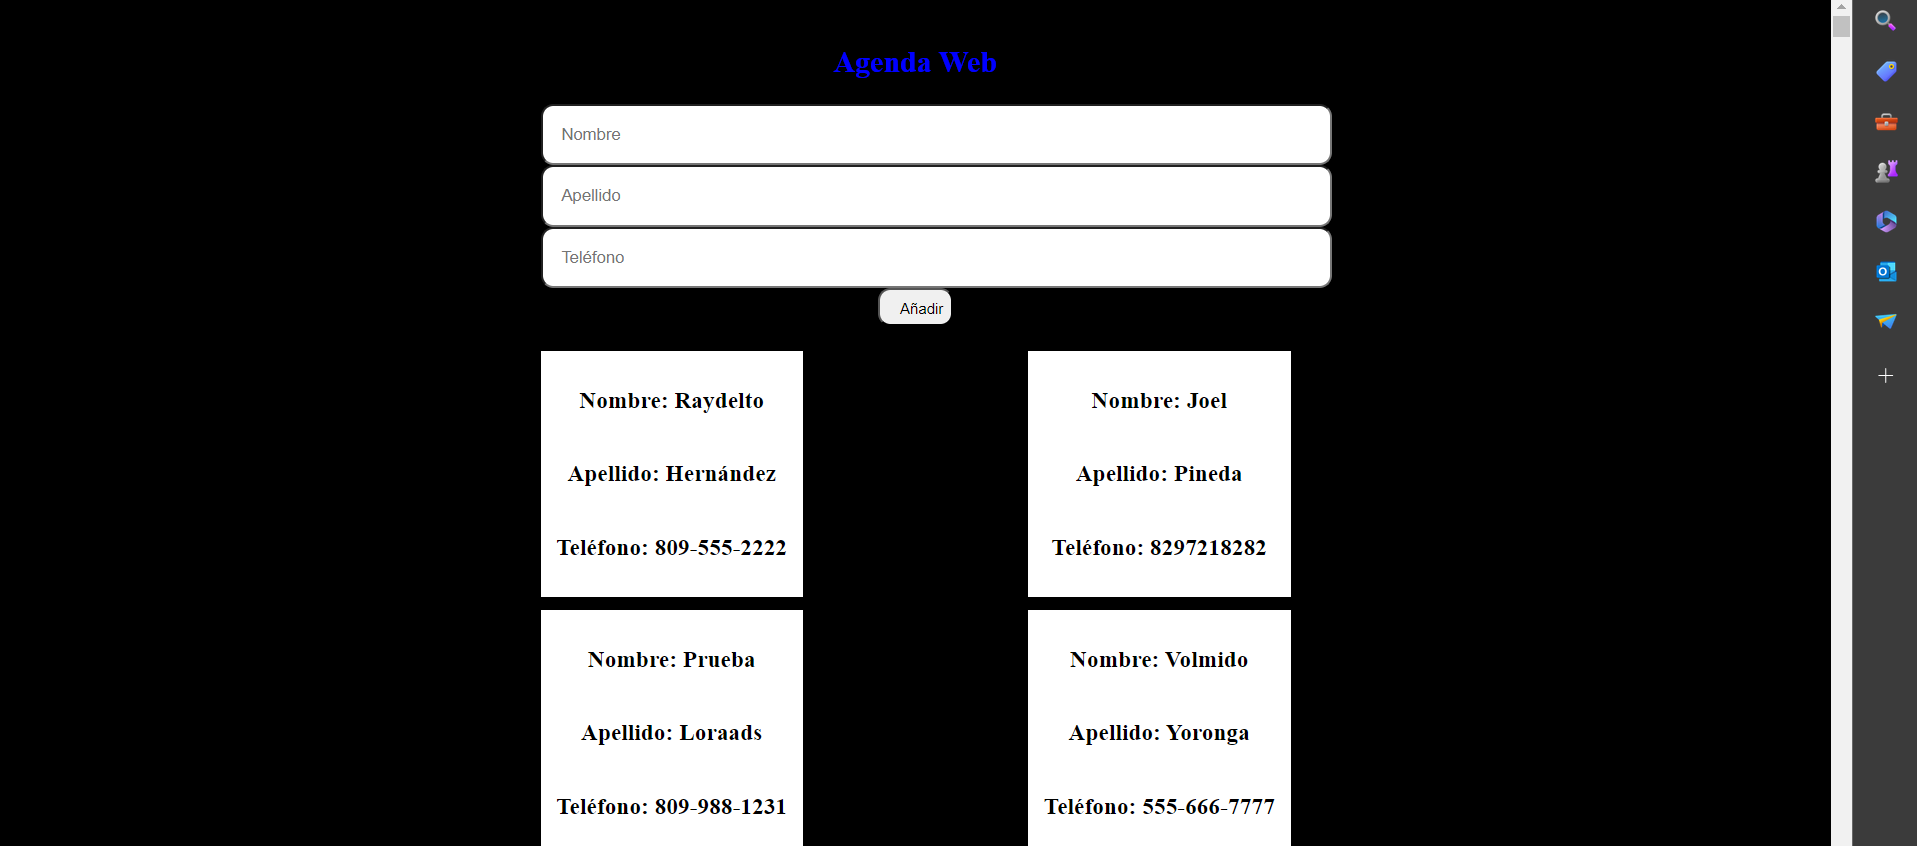 Agenda Web
Nombre
Apellido
Teléfono
Añadir
Nombre: Raydelto
Apellido: Hernández
Teléfono: 809-555-2222
Nombre: Joel
Apellido: Pineda
Teléfono: 8297218282
Nombre: Prueba
Apellido: Loraads
Teléfono: 809-988-1231
Nombre: Volmido
Apellido: Yoronga
Teléfono: 555-666-7777